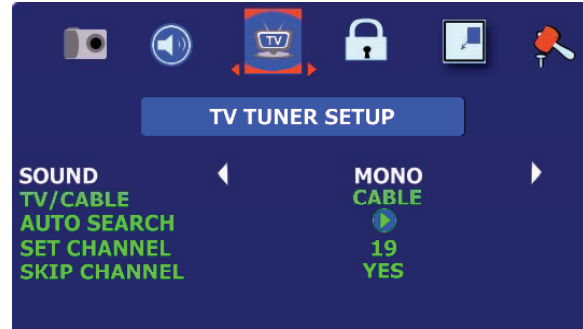 TV
TV TUNER SETUP
SOUND MONO
TV/CABLE CABLE
AUTO SEARCH
SET CHANNEL 19
SKIP CHANNEL YES